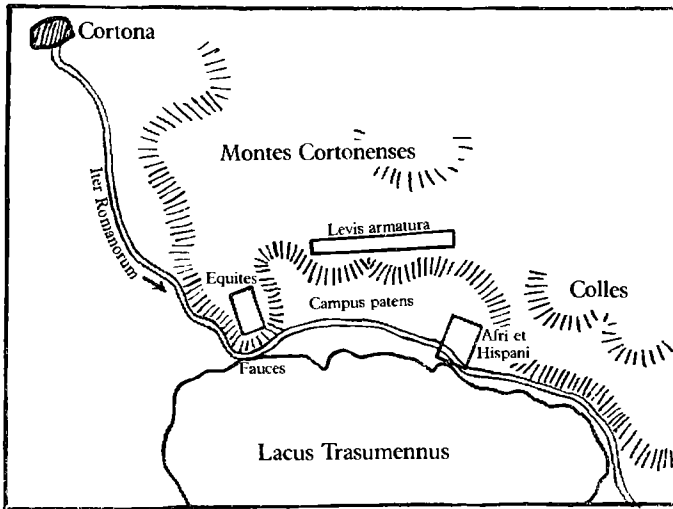 Cortona
Montes Cortonenses
Iter Romanorum
Levis armatura
Equites
Campus patens
Colles
Afri et
Hispani
Fauces
Lacus Trasumennus